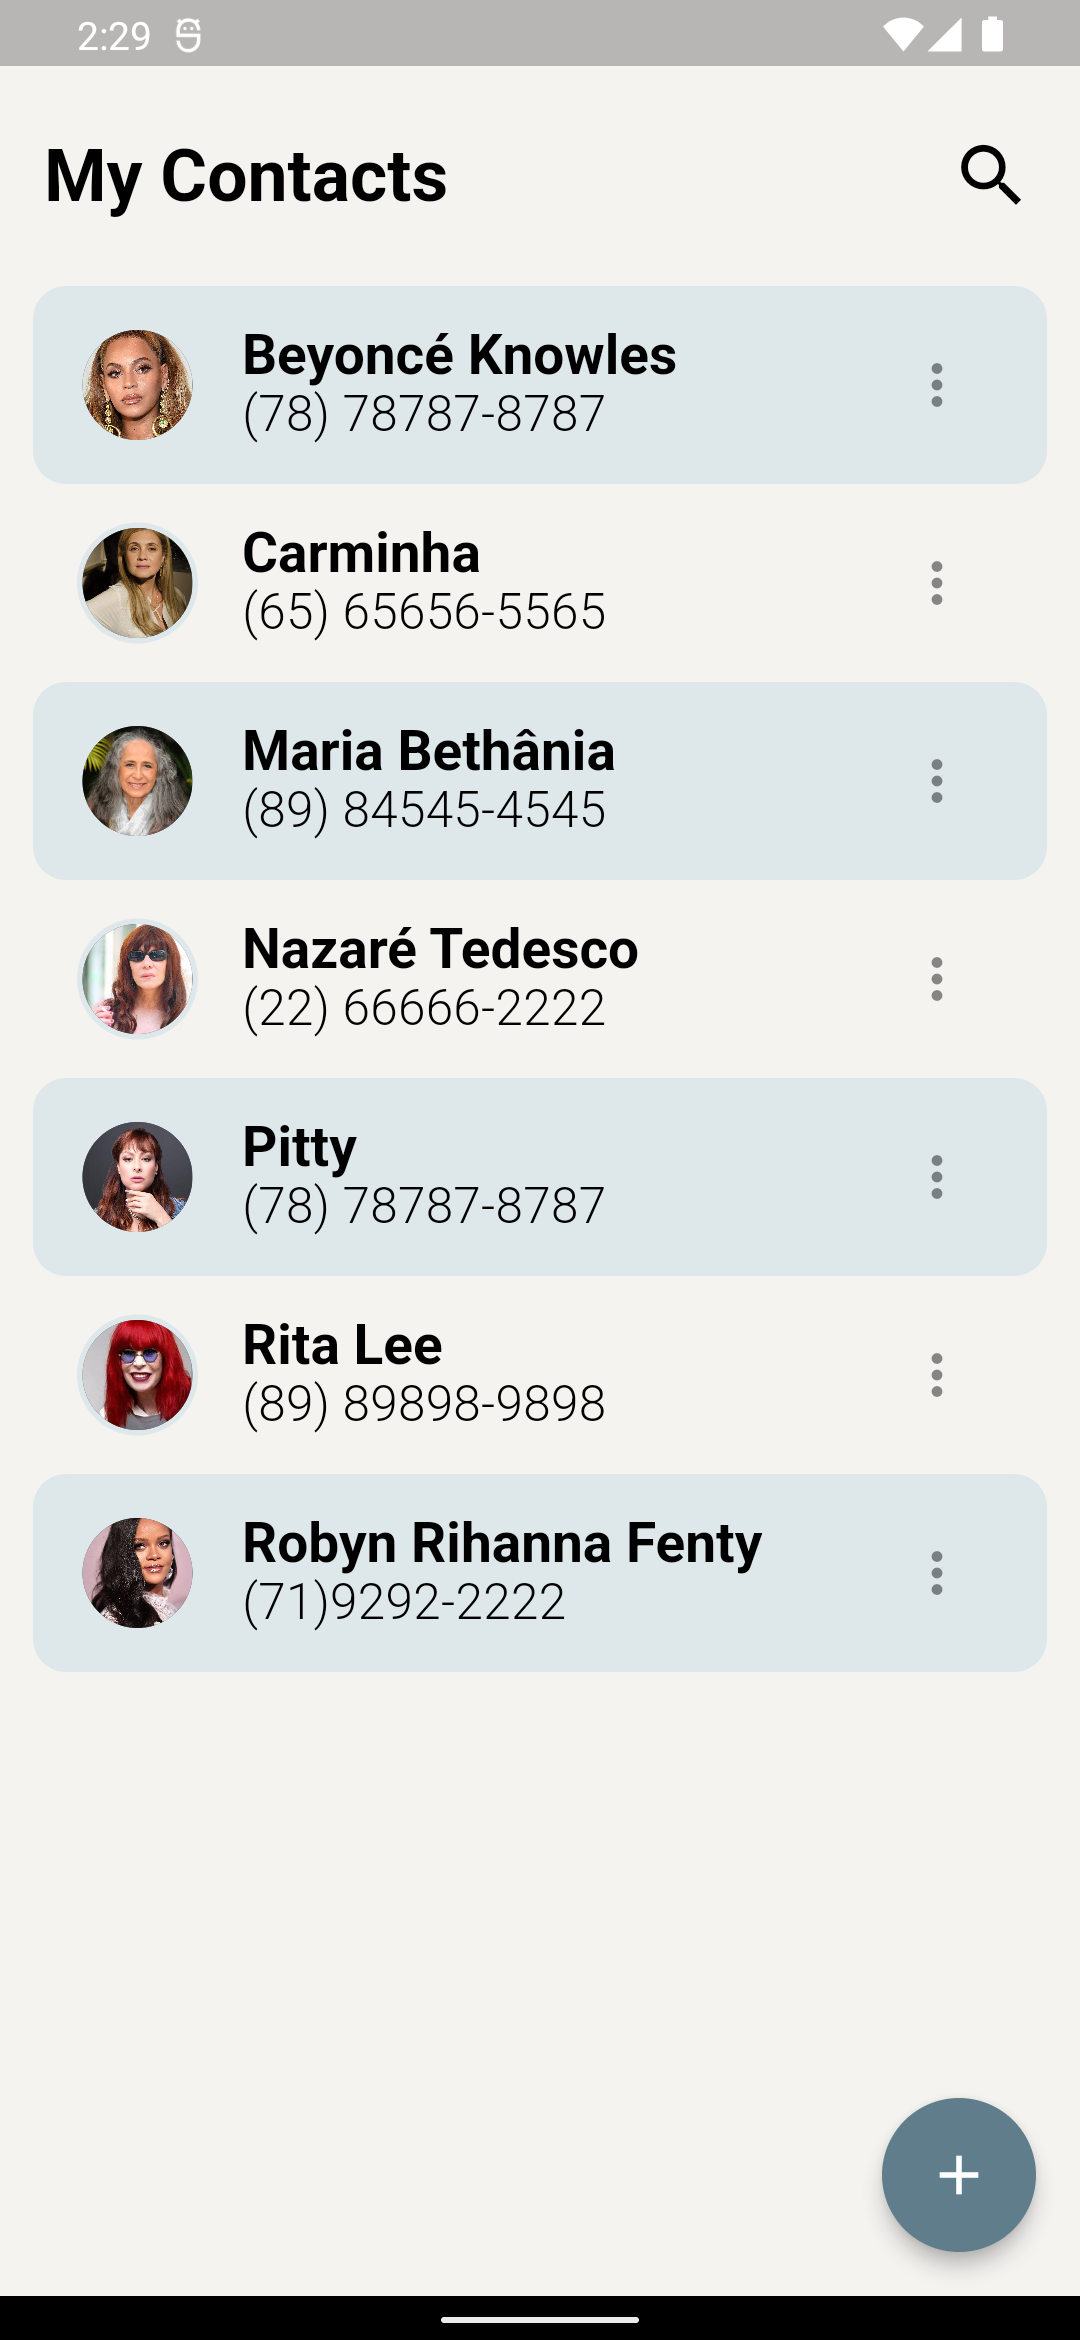 2:29
My Contacts
Beyoncé Knowles
(78) 78787-8787
Carminha
(65) 65656-5565
Maria Bethânia
(89) 84545-4545
Nazaré Tedesco
(22) 66666-2222
Pitty
(78) 78787-8787
Rita Lee
(89) 89898-9898
Robyn Rihanna Fenty
(71)9292-2222